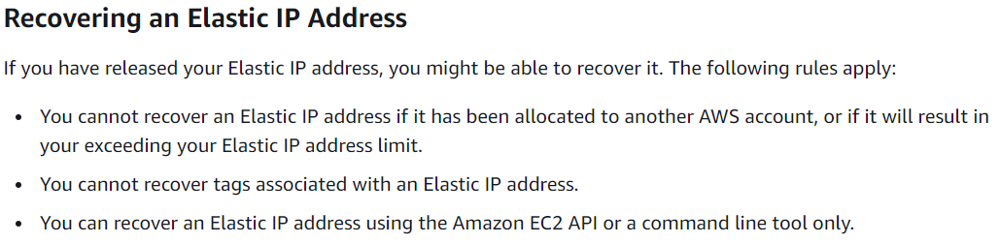 Recovering an Elastic IP Address
If you have released your Elastic IP address, you might be able to recover it. The following rules apply:
• You cannot recover an Elastic IP address if it has been allocated to another AWS account, or if it will result in
your exceeding your Elastic IP address limit.
• You cannot recover tags associated with an Elastic IP address.
• You can recover an Elastic IP address using the Amazon EC2 API or a command line tool only.